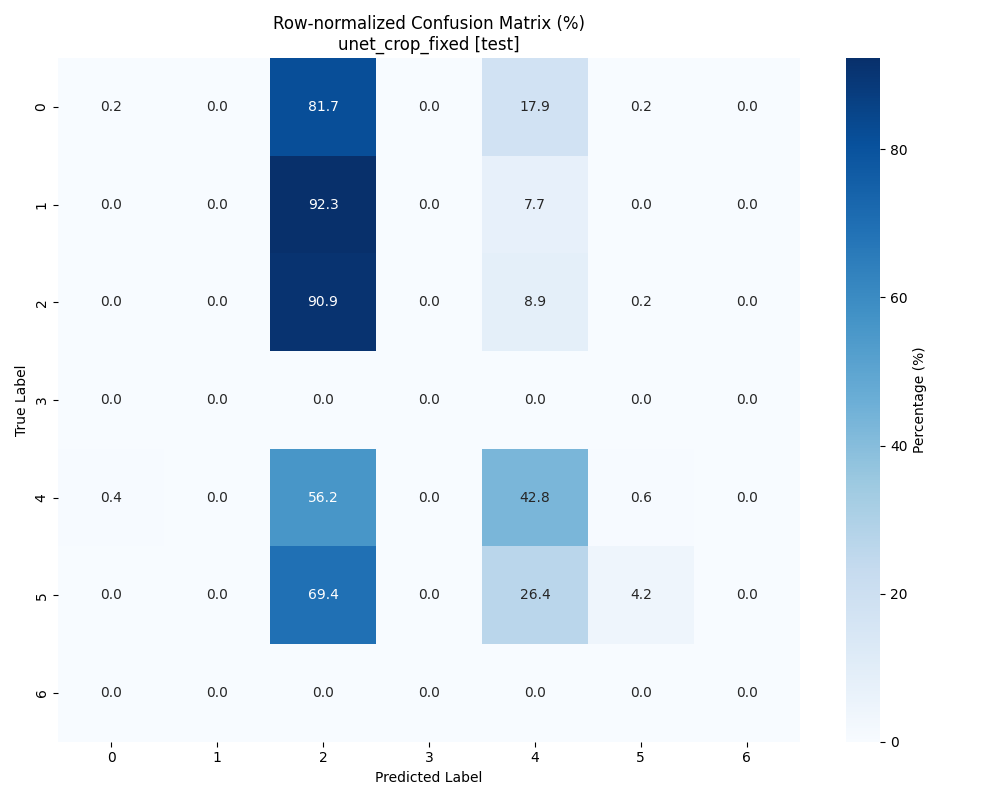 Row-normalized Confusion Matrix (%)
unet_crop_fixed [test]
0 0.2 0.0 81.7 0.0 17.9 0.2 0.0
1 0.0 0.0 92.3 0.0 7.7 0.0 0.0
2 0.0 0.0 90.9 0.0 8.9 0.2 0.0
3 0.0 0.0 0.0 0.0 0.0 0.0 0.0
4 0.4 0.0 56.2 0.0 42.8 0.6 0.0
5 0.0 0.0 69.4 0.0 26.4 4.2 0.0
6 0.0 0.0 0.0 0.0 0.0 0.0 0.0
0 1 2 3 4 5 6
Predicted Label
True Label
80
60
40
20
0
Percentage (%)